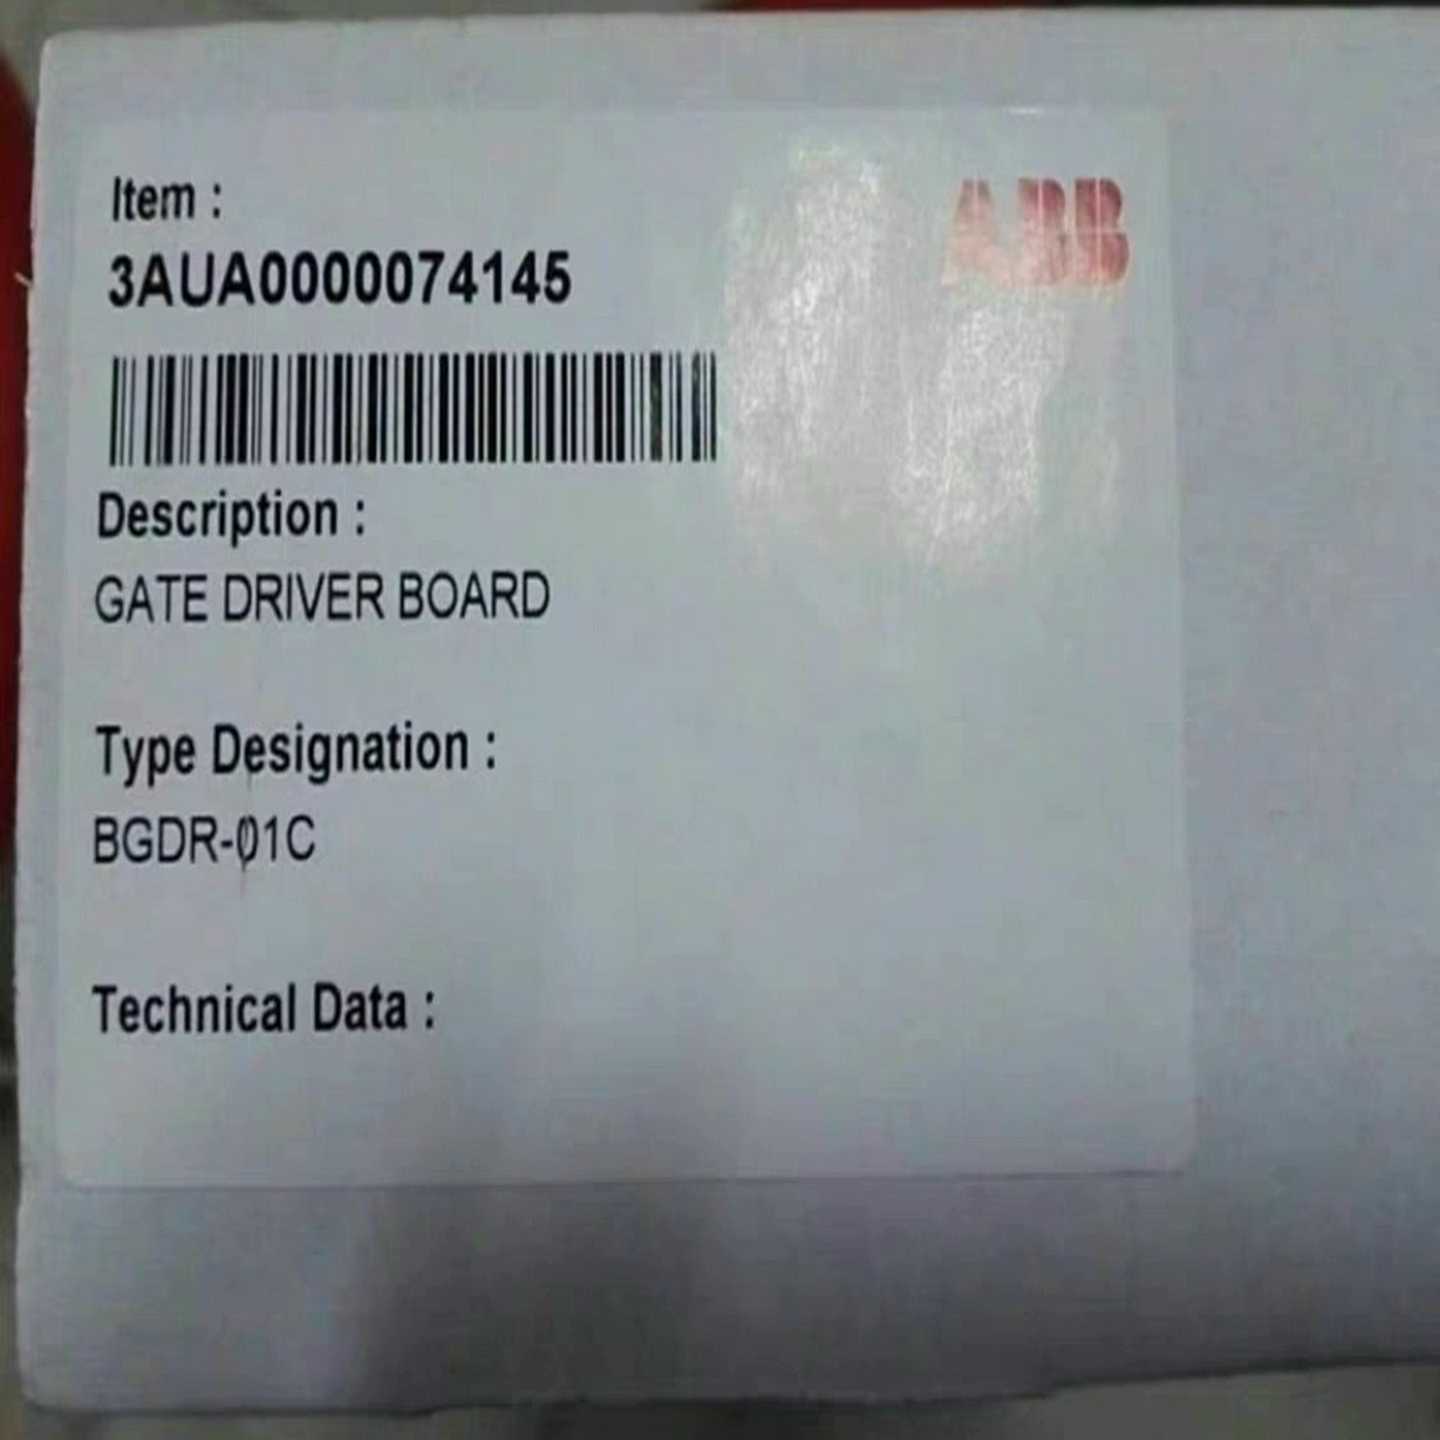 Item :
ABB
3AUA0000074145
Description :
GATE DRIVER BOARD
Type Designation :
BGDR-01C
Technical Data :